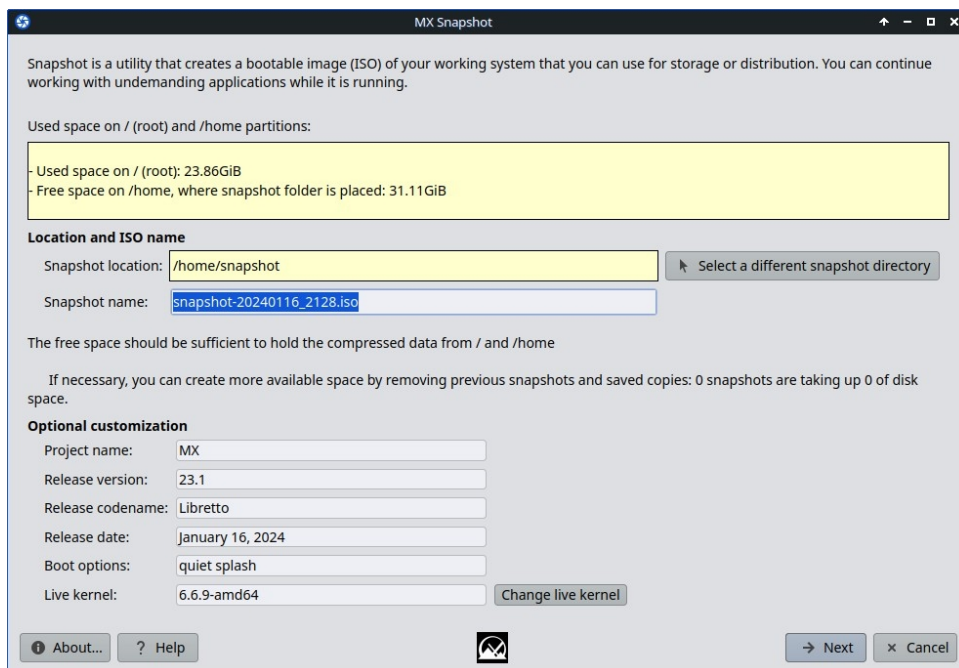 MX Snapshot
Snapshot is a utility that creates a bootable image (ISO) of your working system that you can use for storage or distribution. You can continue
working with undemanding applications while it is running.
Used space on / (root) and /home partitions:
- Used space on / (root): 23.86GiB
- Free space on /home, where snapshot folder is placed: 31.11GiB
Location and ISO name
Snapshot location: /home/snapshot Select a different snapshot directory
Snapshot name: snapshot-20240116_2128.iso
The free space should be sufficient to hold the compressed data from / and /home
If necessary, you can create more available space by removing previous snapshots and saved copies: 0 snapshots are taking up 0 of disk
space.
Optional customization
Project name: MX
Release version: 23.1
Release codename: Libretto
Release date: January 16, 2024
Boot options: quiet splash
Live kernel: 6.6.9-amd64 Change live kernel
About... ? Help Next Cancel